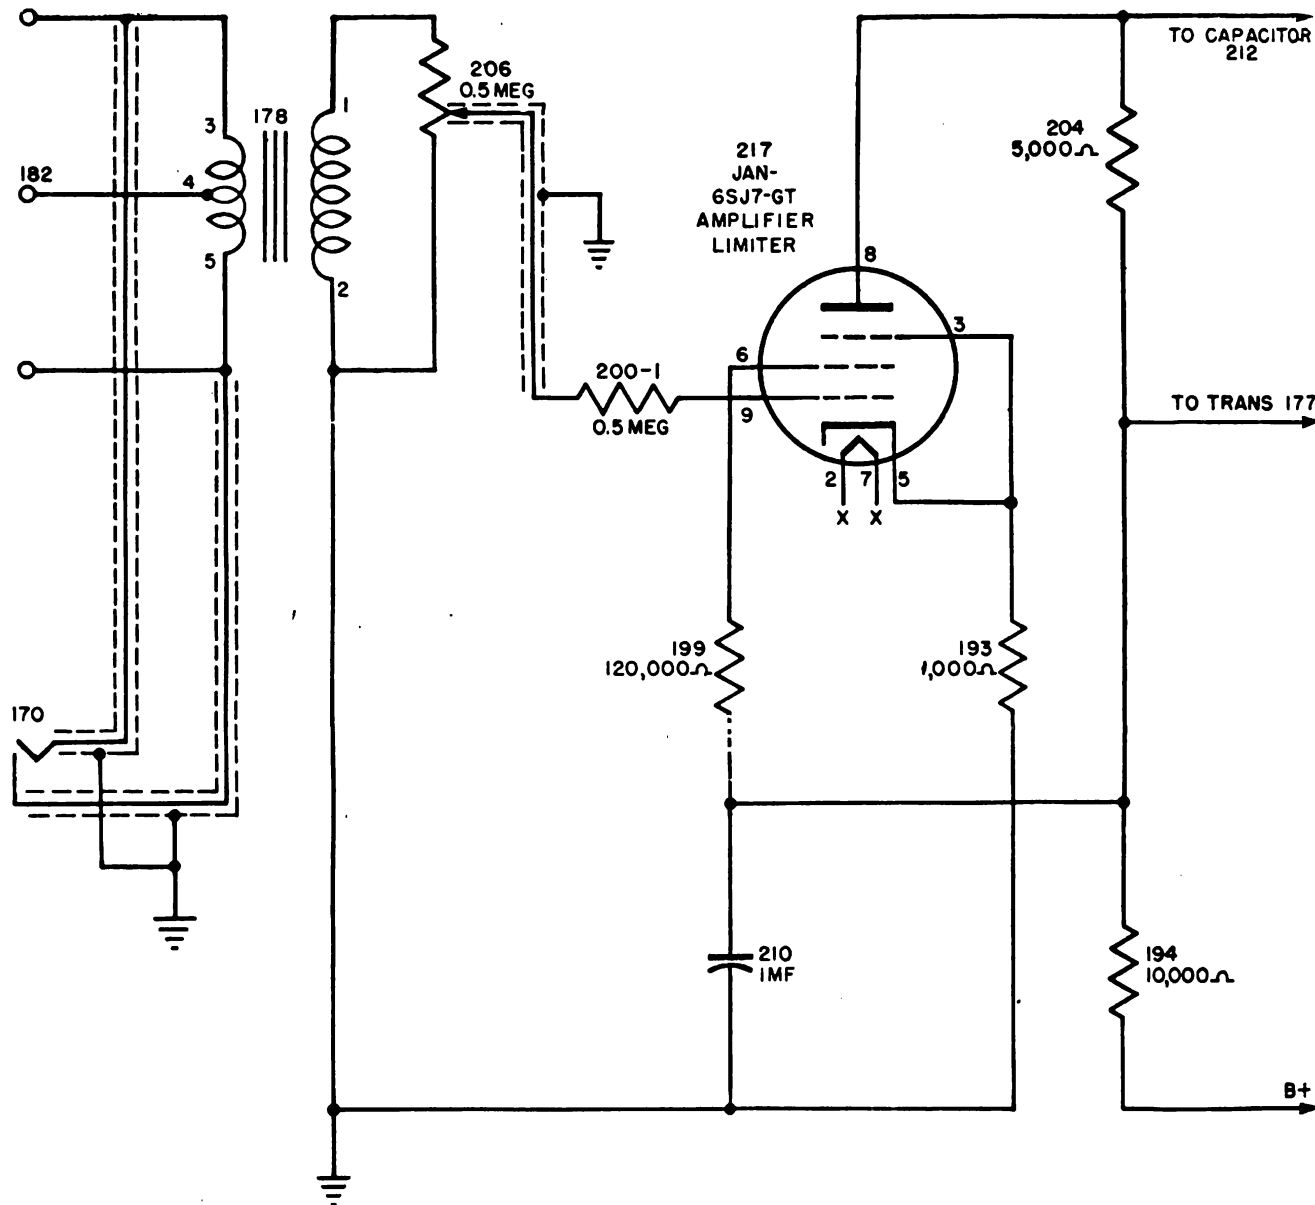 TO CAPACITOR
212
206
0.5 MEG
1
178
3
182
4
5
2
204
5,000Ω
217
JAN-
6SJ7-GT
AMPLIFIER
LIMITER
8
3
6
200-1
0.5 MEG
9
TO TRANS 177
2 7 5
X X
199
120,000Ω
193
1,000Ω
170
210
1MF
194
10,000Ω
B+